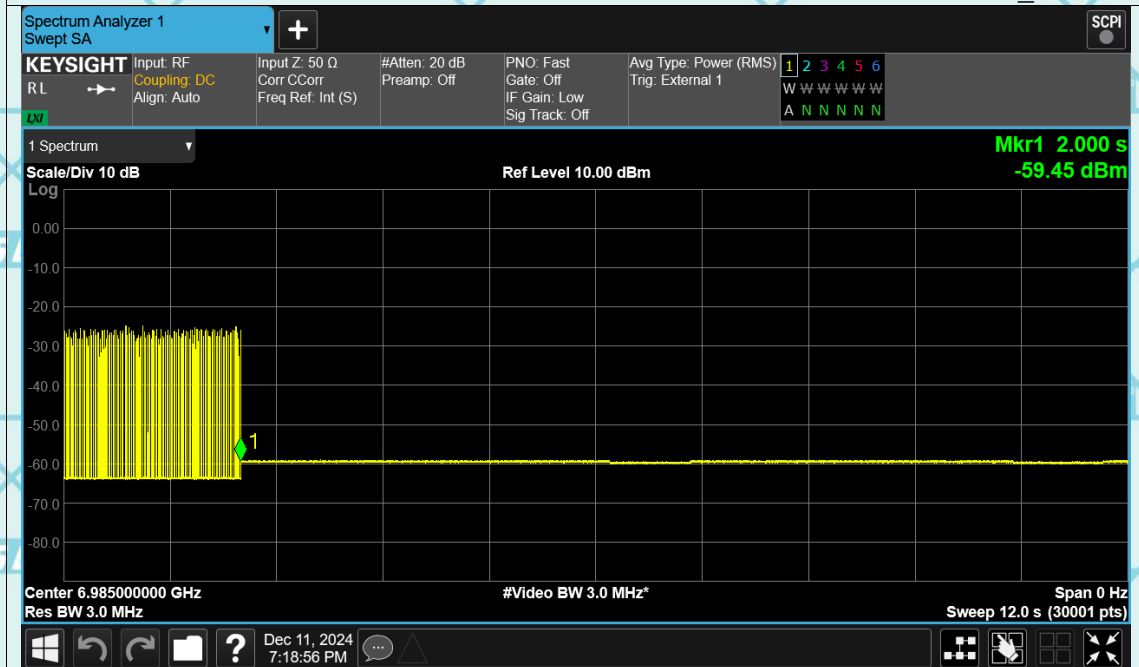 Spectrum Analyzer 1
Swept SA
+
SCPI
KEYSIGHT
RL
LXI
Input: RF
Coupling: DC
Align: Auto
Input Z: 50 Ω
Corr CCorr
Freq Ref: Int (S)
#Atten: 20 dB
Preamp: Off
PNO: Fast
Gate: Off
IF Gain: Low
Sig Track: Off
Avg Type: Power (RMS)
Trig: External 1
1 2 3 4 5 6
W W W W W W
A N N N N N
1 Spectrum
Mkr1 2.000 s
-59.45 dBm
Scale/Div 10 dB
Ref Level 10.00 dBm
Log
0.00
-10.0
-20.0
-30.0
-40.0
-50.0
1
-60.0
-70.0
-80.0
Center 6.985000000 GHz
#Video BW 3.0 MHz*
Span 0 Hz
Res BW 3.0 MHz
Sweep 12.0 s (30001 pts)
?
Dec 11, 2024
7:18:56 PM